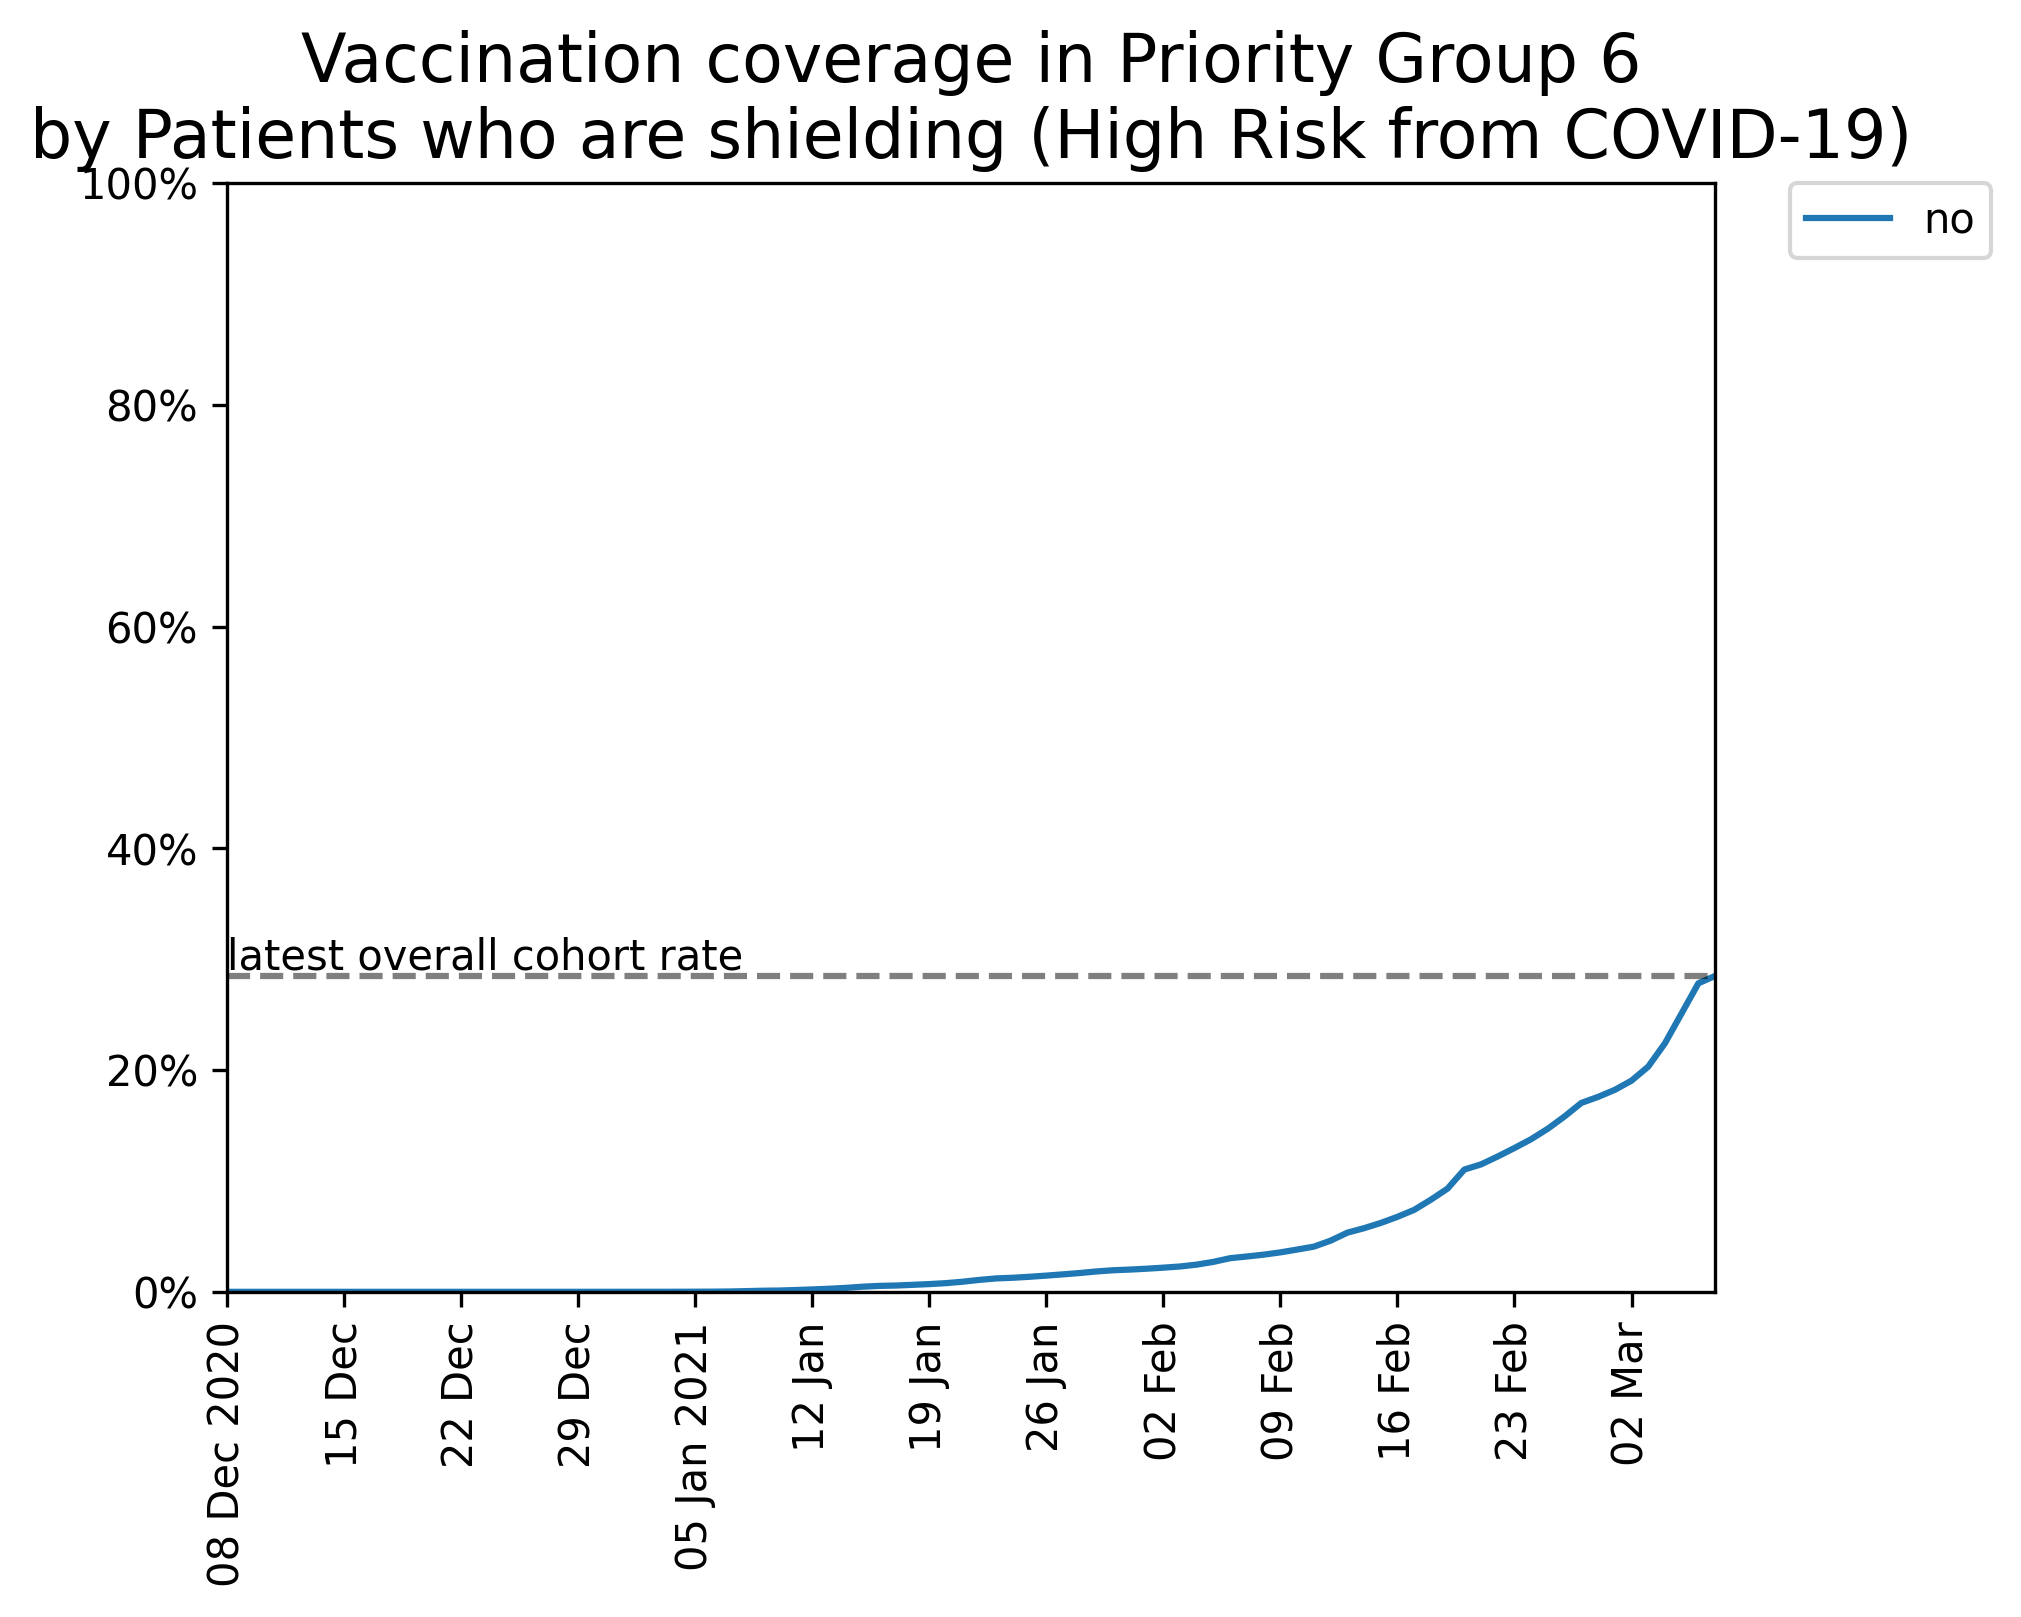 Vaccination coverage in Priority Group 6
by Patients who are shielding (High Risk from COVID-19)
100%
80%
60%
40%
20%
0%
latest overall cohort rate
no
08 Dec 2020
15 Dec
22 Dec
29 Dec
05 Jan 2021
12 Jan
19 Jan
26 Jan
02 Feb
09 Feb
16 Feb
23 Feb
02 Mar